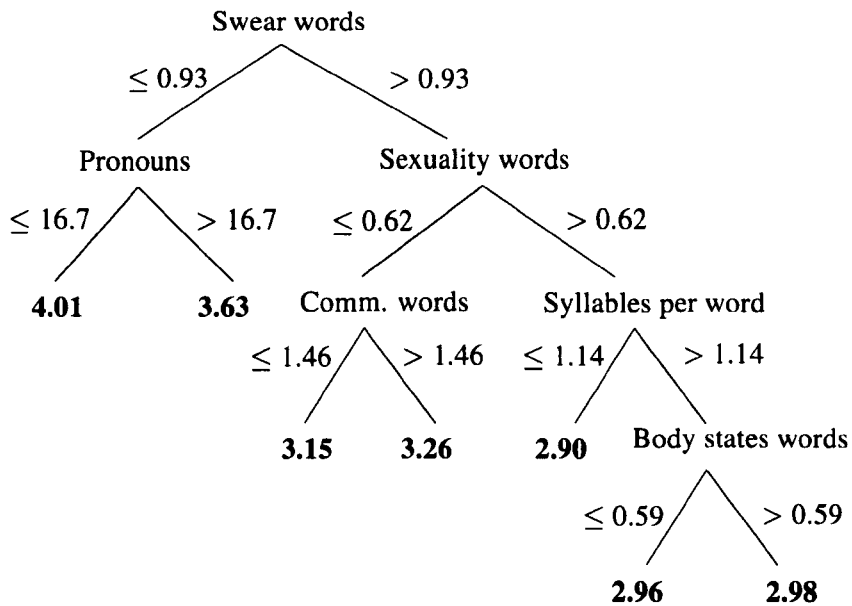 Swear words
≤ 0.93 > 0.93
Pronouns Sexuality words
≤ 16.7 > 16.7 ≤ 0.62 > 0.62
4.01 3.63 Comm. words Syllables per word
≤ 1.46 > 1.46 ≤ 1.14 > 1.14
3.15 3.26 2.90 Body states words
≤ 0.59 > 0.59
2.96 2.98